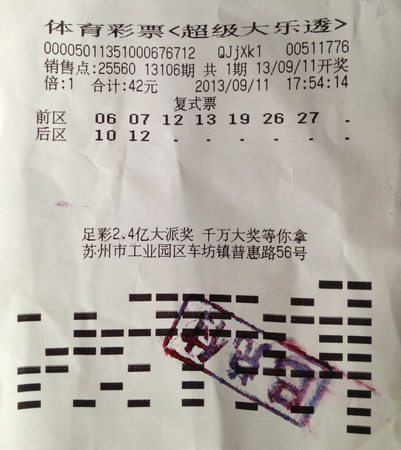 体育彩票<超级大乐透>
00005011351000676712 QJjXk1 00511776
销售点:25560 13106期 共 1期 13/09/11开奖
倍:1 合计:42元 2013/09/11 17:54:14
复式票
前区 06 07 12 13 19 26 27 -
后区 10 12 - - - - - -
足彩2.4亿大派奖 千万大奖等你拿
苏州市工业园区车坊镇普惠路56号